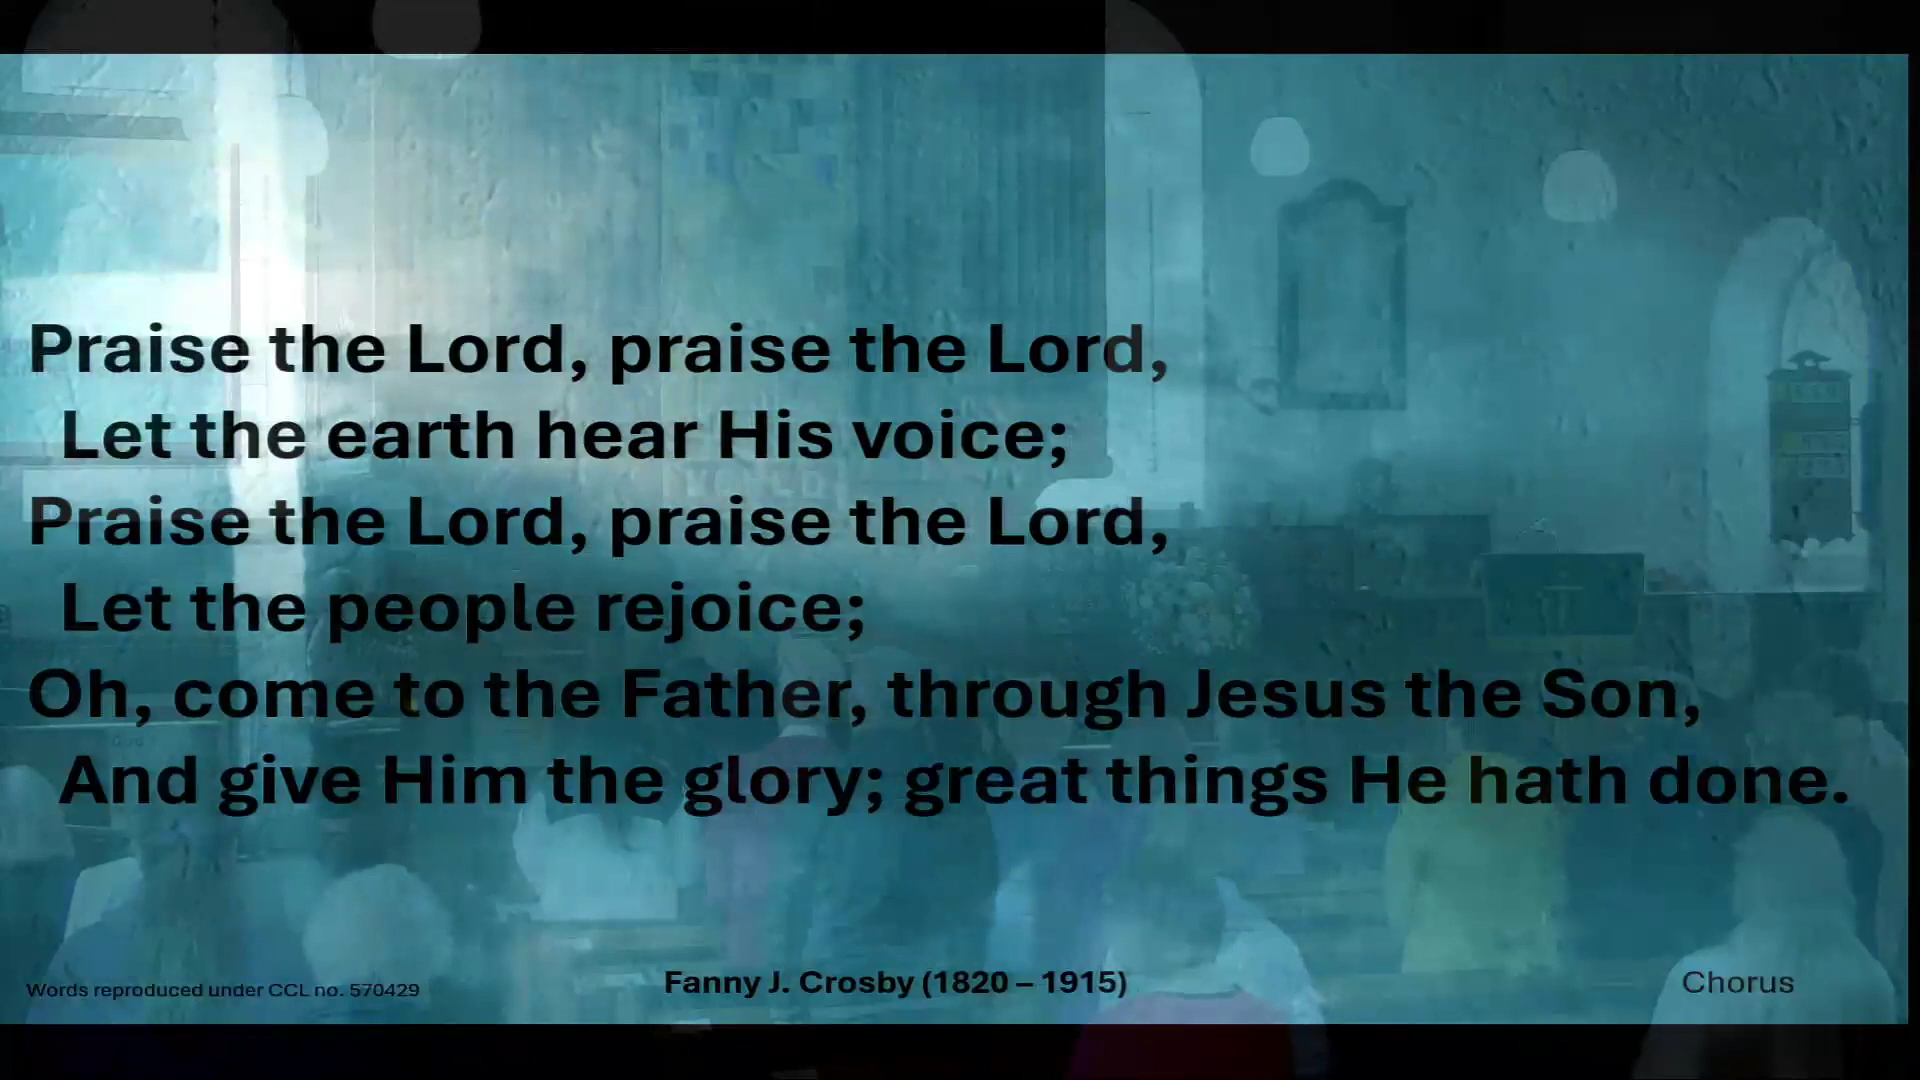 Praise the Lord, praise the Lord,
Let the earth hear His voice;
Praise the Lord, praise the Lord,
Let the people rejoice;
Oh, come to the Father, through Jesus the Son,
And give Him the glory; great things He hath done.
Words reproduced under CCL no. 570429
Fanny J. Crosby (1820 – 1915)
Chorus